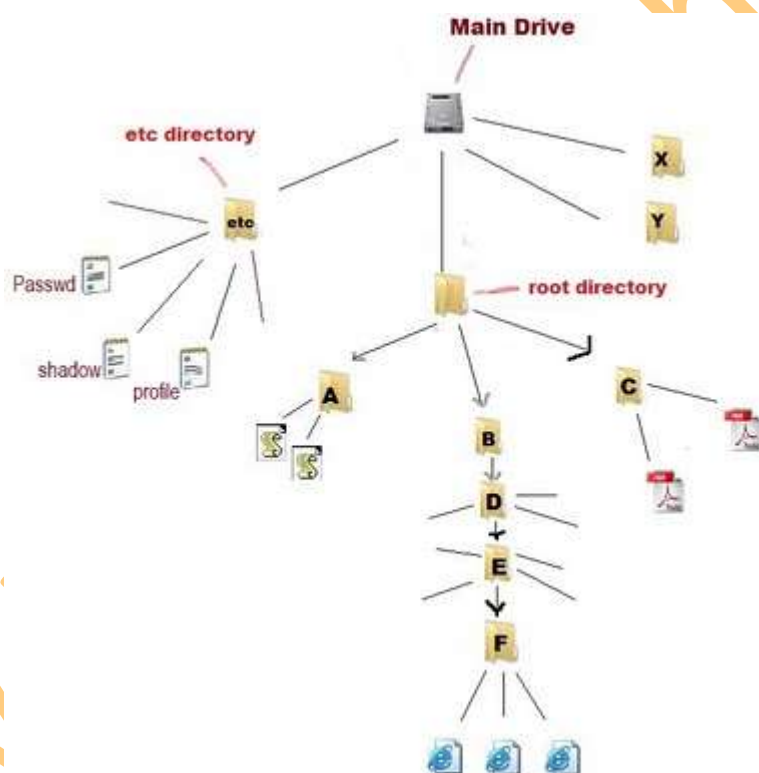 Main Drive
etc directory
X
etc
Y
Passwd
root directory
shadow
profile
A
C
B
D
E
F